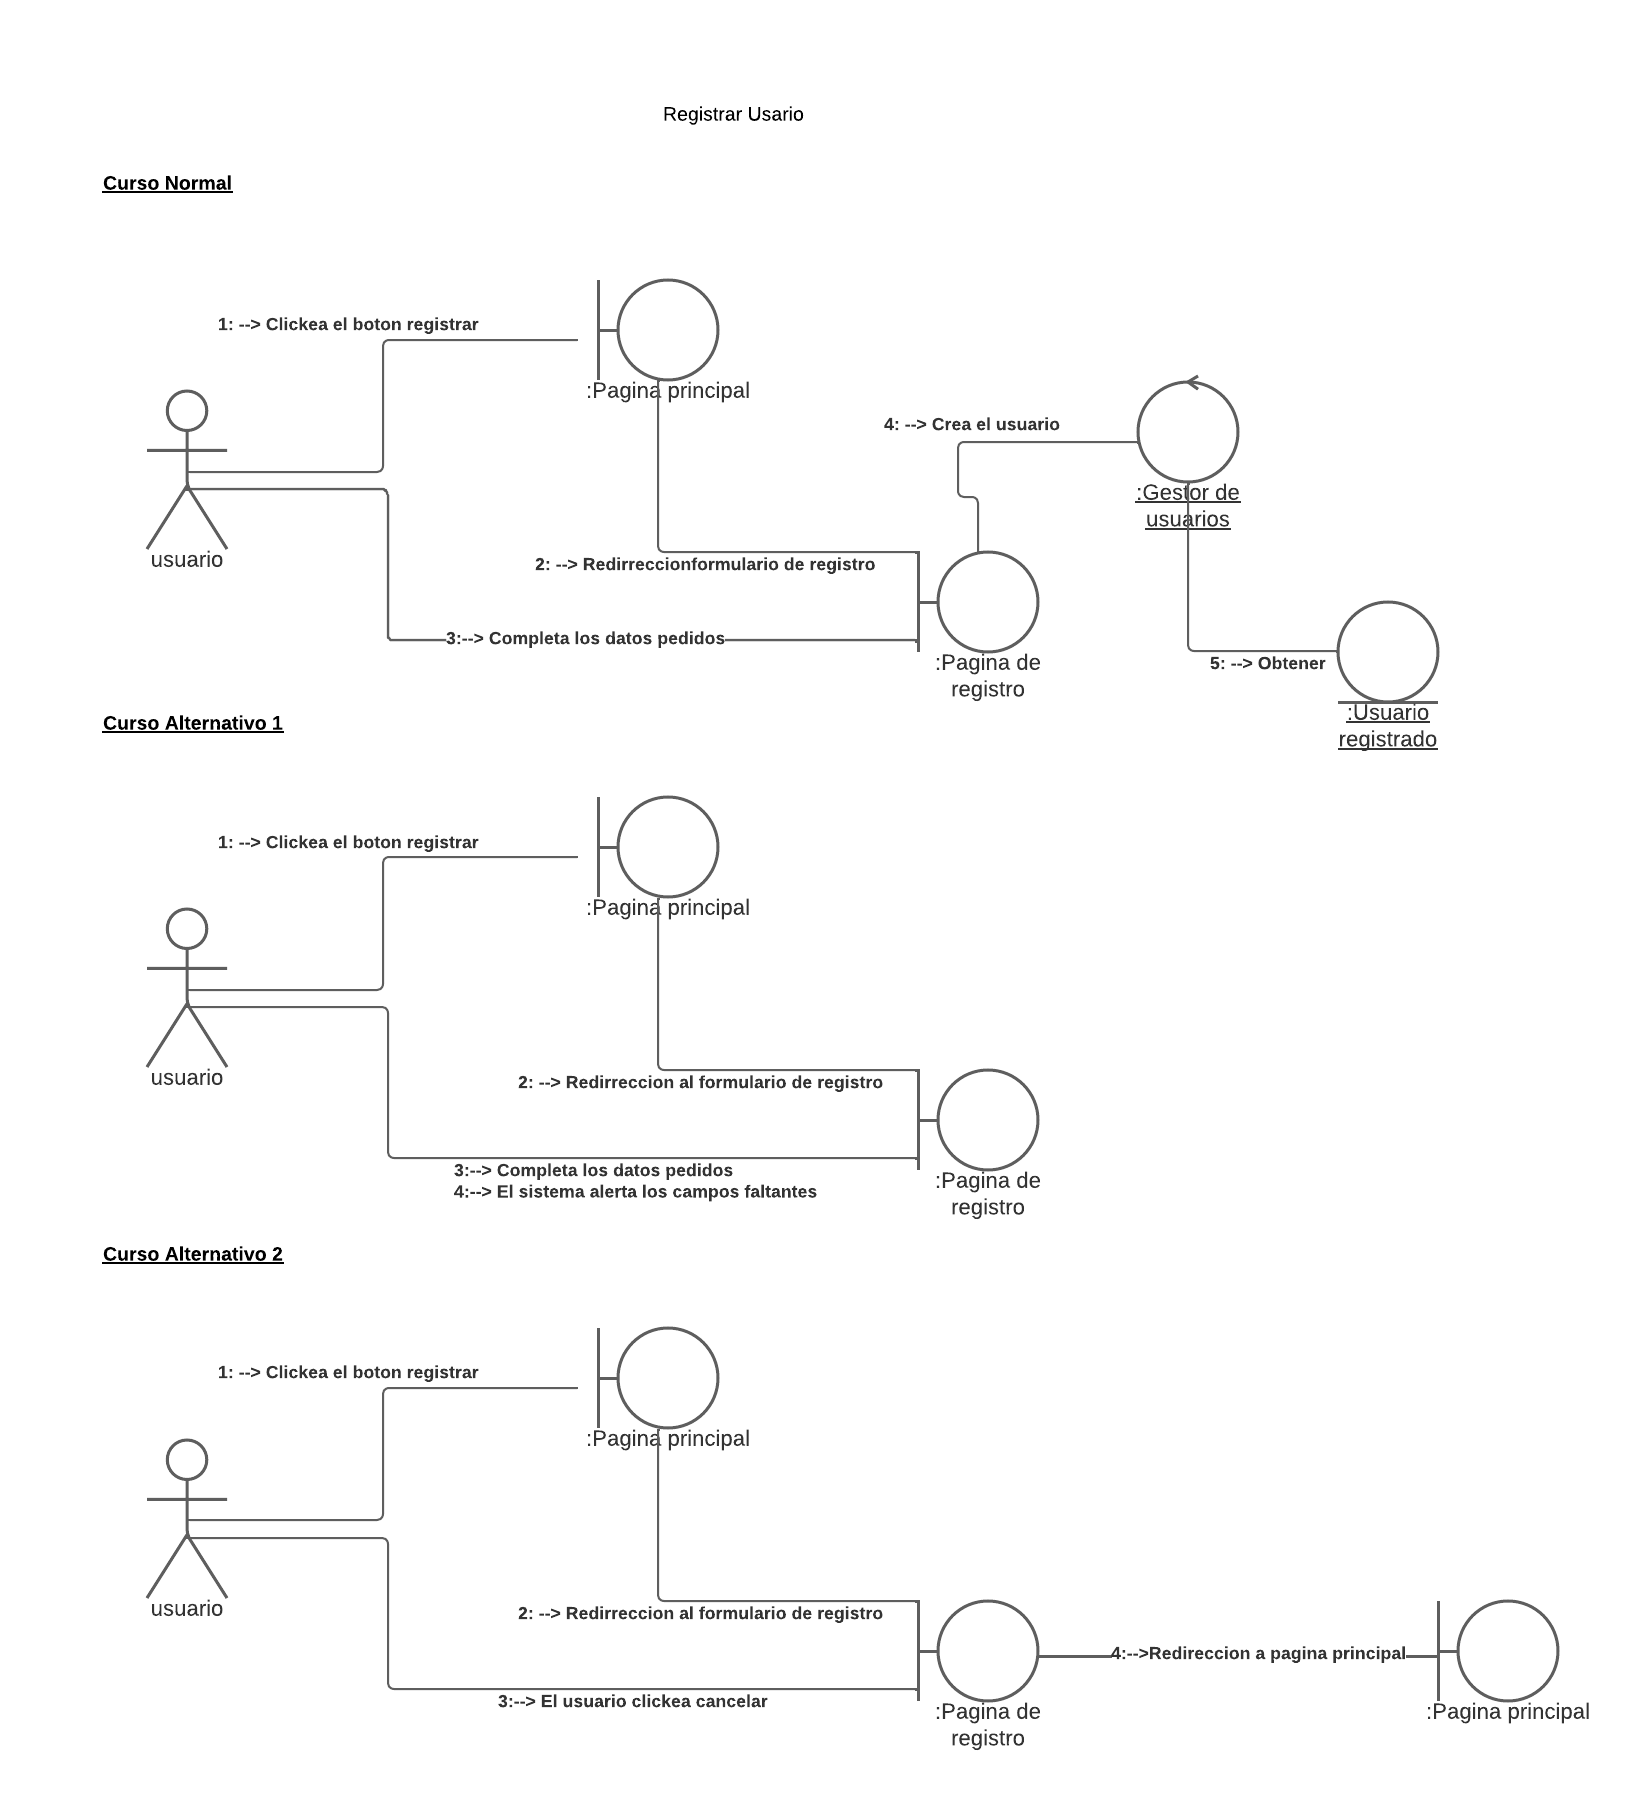 Registrar Usario
Curso Normal
1: --> Clickea el boton registrar
:Pagina principal
4: --> Crea el usuario
:Gestor de
usuarios
usuario
2: --> Redirreccionformulario de registro
3:--> Completa los datos pedidos
:Pagina de
registro
5: --> Obtener
:Usuario
registrado
Curso Alternativo 1
1: --> Clickea el boton registrar
:Pagina principal
usuario
2: --> Redirreccion al formulario de registro
3:--> Completa los datos pedidos
4:--> El sistema alerta los campos faltantes
:Pagina de
registro
Curso Alternativo 2
1: --> Clickea el boton registrar
:Pagina principal
usuario
2: --> Redirreccion al formulario de registro
4:-->Redireccion a pagina principal
3:--> El usuario clickea cancelar
:Pagina de
registro
:Pagina principal